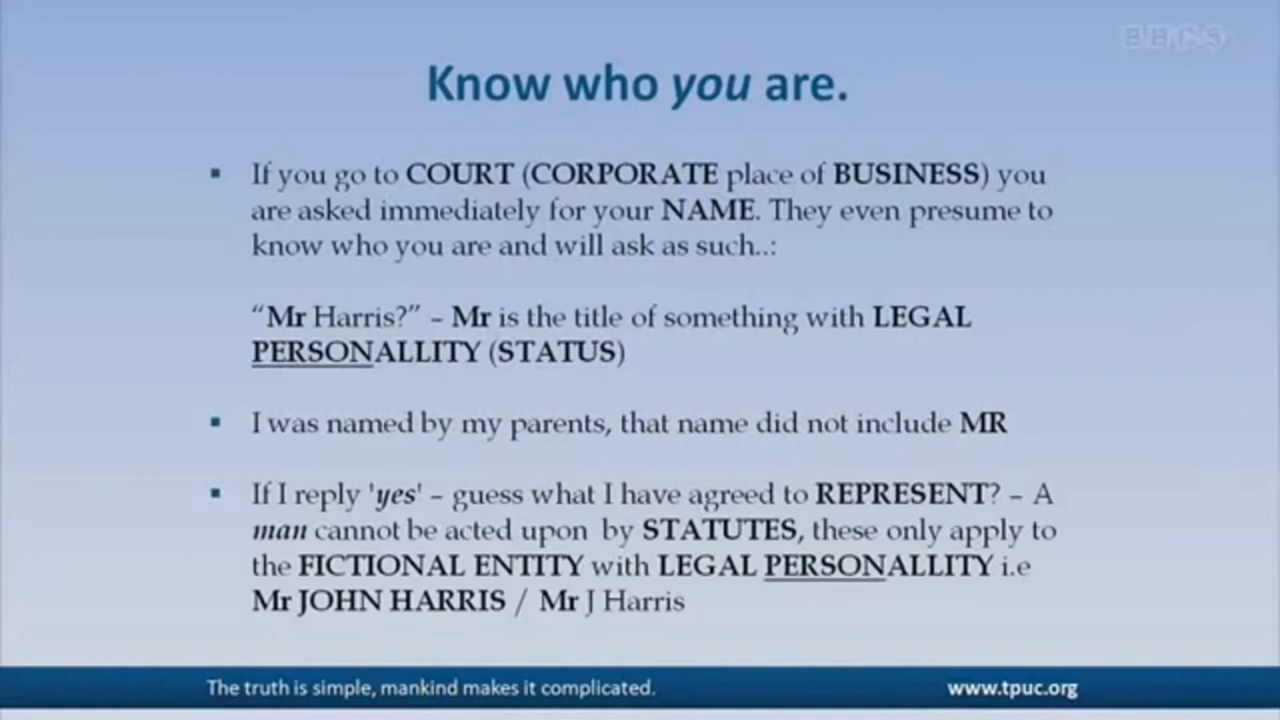 Know who you are.
If you go to COURT (CORPORATE place of BUSINESS) you
are asked immediately for your NAME. They even presume to
know who you are and will ask as such..:
“Mr Harris?” – Mr is the title of something with LEGAL
PERSONALLITY (STATUS)
I was named by my parents, that name did not include MR
If I reply 'yes' – guess what I have agreed to REPRESENT? – A
man cannot be acted upon by STATUTES, these only apply to
the FICTIONAL ENTITY with LEGAL PERSONALLITY i.e
Mr JOHN HARRIS / Mr J Harris
The truth is simple, mankind makes it complicated.
www.tpuc.org